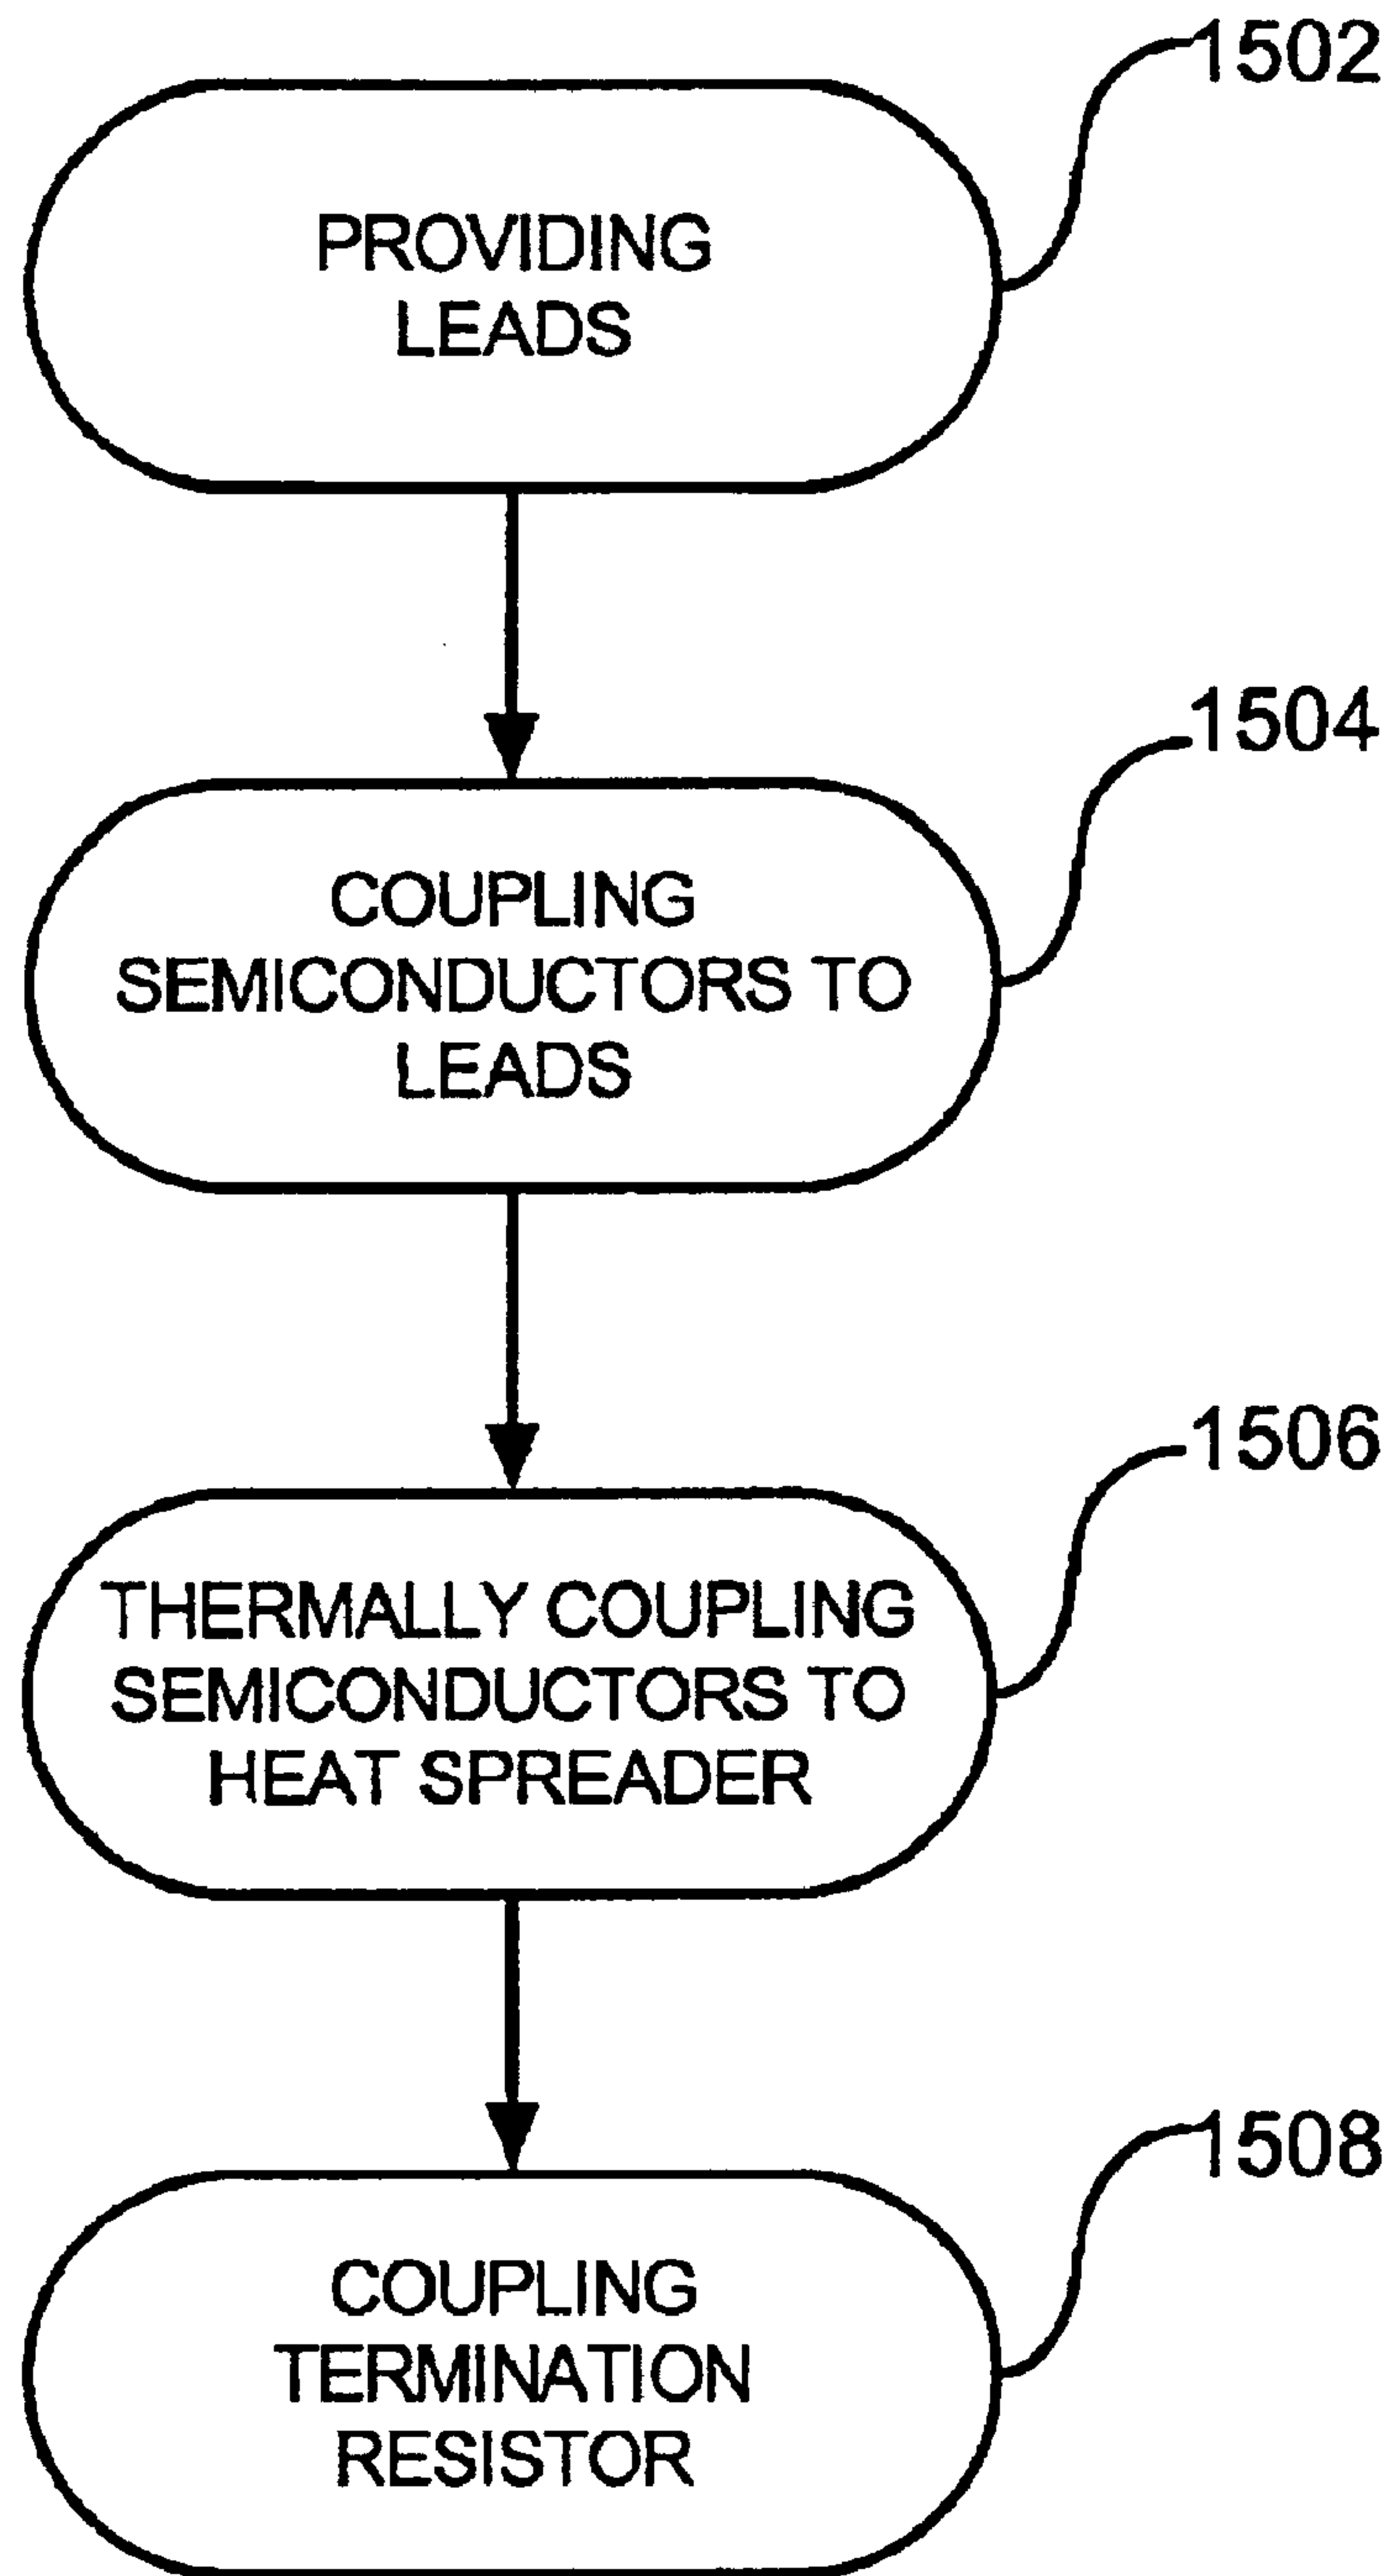 1502
PROVIDING
LEADS
1504
COUPLING
SEMICONDUCTORS TO
LEADS
1506
THERMALLY COUPLING
SEMICONDUCTORS TO
HEAT SPREADER
1508
COUPLING
TERMINATION
RESISTOR